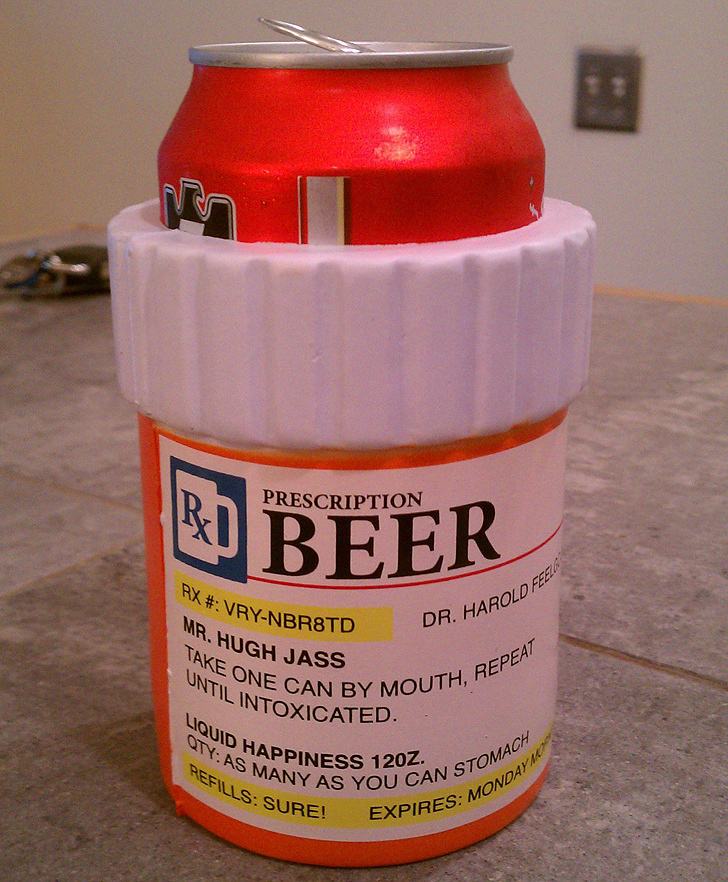 Rx
PRESCRIPTION
BEER
RX #: VRY-NBR8TD
DR. HAROLD
MR. HUGH JASS
TAKE ONE CAN BY MOUTH, REPEAT
UNTIL INTOXICATED.
LIQUID HAPPINESS 12OZ.
QTY: AS MANY AS YOU CAN STOMACH
REFILLS: SURE! EXPIRES: MONDAY